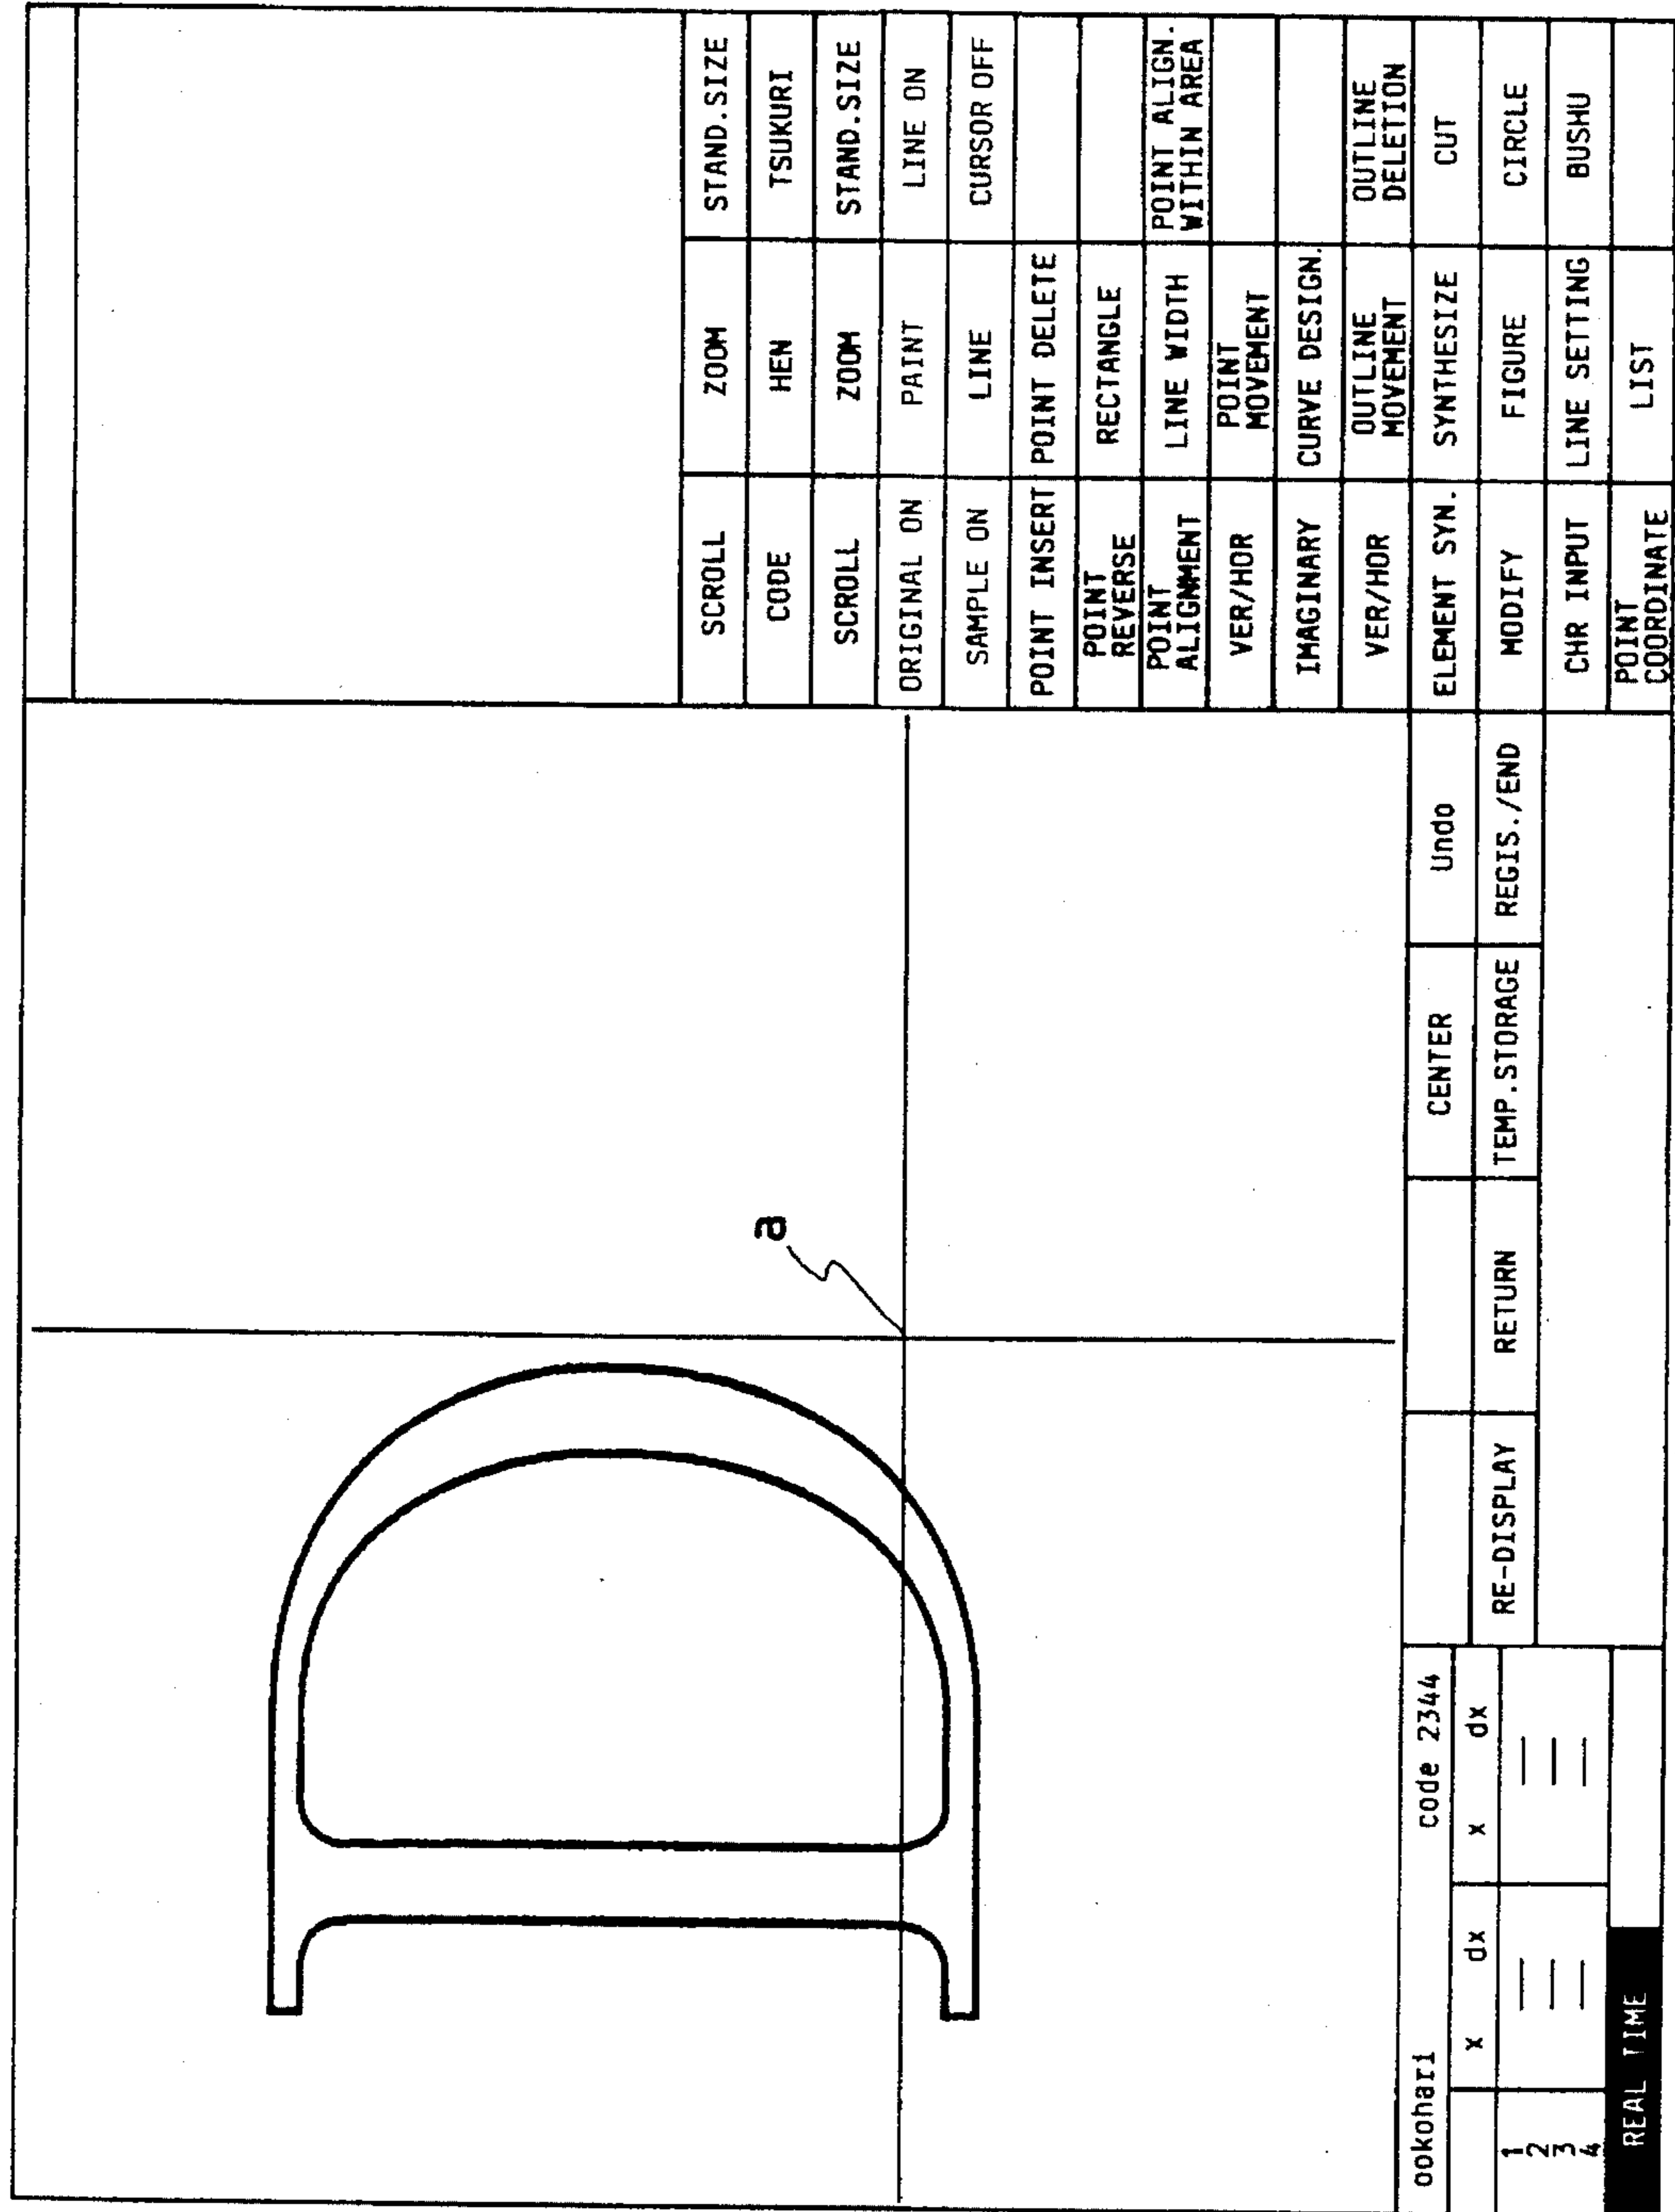 D
a
SCROLL ZOOM STAND.SIZE
CODE HEN TSUKURI
SCROLL ZOOM STAND.SIZE
ORIGINAL ON PAINT LINE ON
SAMPLE ON LINE CURSOR OFF
POINT INSERT POINT DELETE
POINT REVERSE RECTANGLE
POINT ALIGNMENT LINE WIDTH POINT ALIGN. WITHIN AREA
VER/HOR POINT MOVEMENT
IMAGINARY CURVE DESIGN.
VER/HOR OUTLINE MOVEMENT OUTLINE DELETION
ookohari code 2344 CENTER Undo ELEMENT SYN. SYNTHESIZE CUT
x dx x dx RE-DISPLAY RETURN TEMP.STORAGE REGIS./END MODIFY FIGURE CIRCLE
1
2
3
4
CHR INPUT LINE SETTING BUSHU
REAL TIME POINT COORDINATE LIST